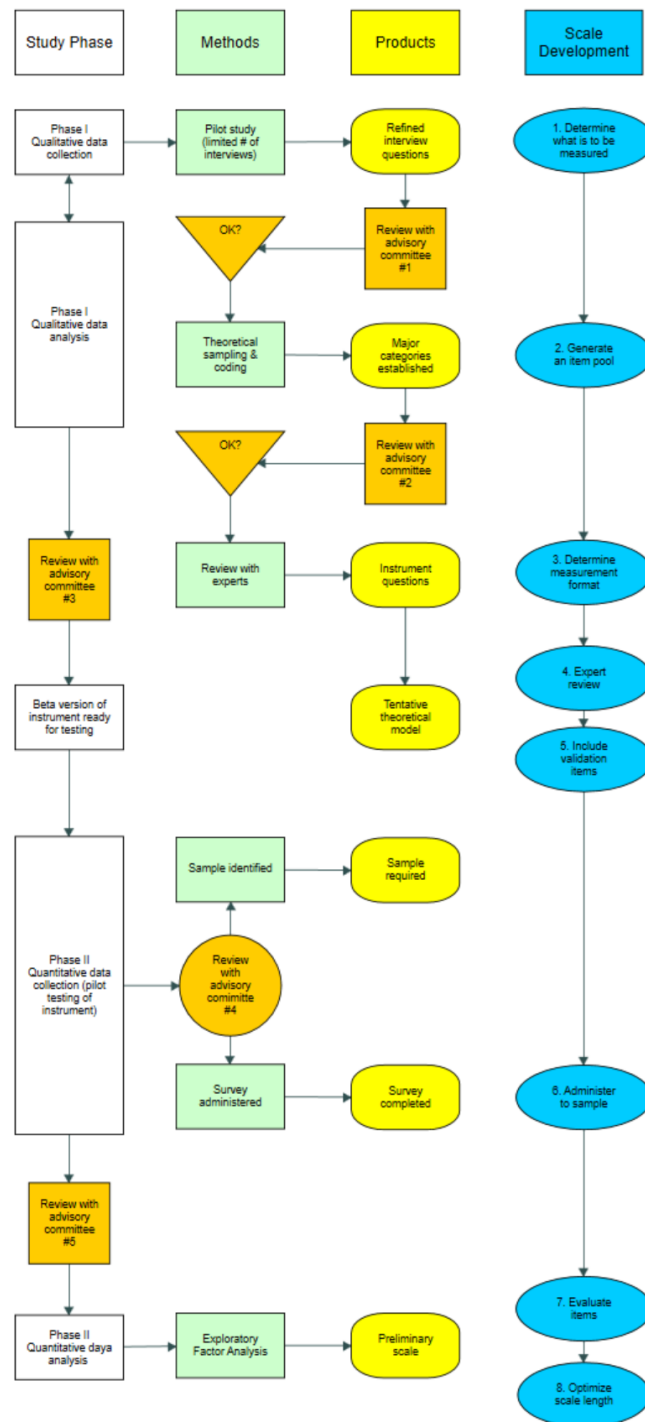 Study Phase
Methods
Products
Scale
Development
Phase I
Qualitative data
collection
Pilot study
(limited # of
interviews)
Refined
interview
questions
1. Determine
what is to be
measured
OK?
Review with
advisory
committee
#1
Phase I
Qualitative data
analysis
Theoretical
sampling &
coding
Major
categories
established
2. Generate
an item pool
OK?
Review with
advisory
committee
#2
Review with
advisory
committee
#3
Review with
experts
Instrument
questions
3. Determine
measurement
format
4. Expert
review
Beta version of
instrument ready
for testing
Tentative
theoretical
model
5. Include
validation
items
Sample identified
Sample
required
Phase II
Quantitative data
collection (pilot
testing of
instrument)
Review
with
advisory
comimitte
#4
Survey
administered
Survey
completed
6. Administer
to sample
Review with
advisory
committee
#5
7. Evaluate
items
Phase II
Quantitative daya
analysis
Exploratory
Factor Analysis
Preliminary
scale
8. Optimize
scale length